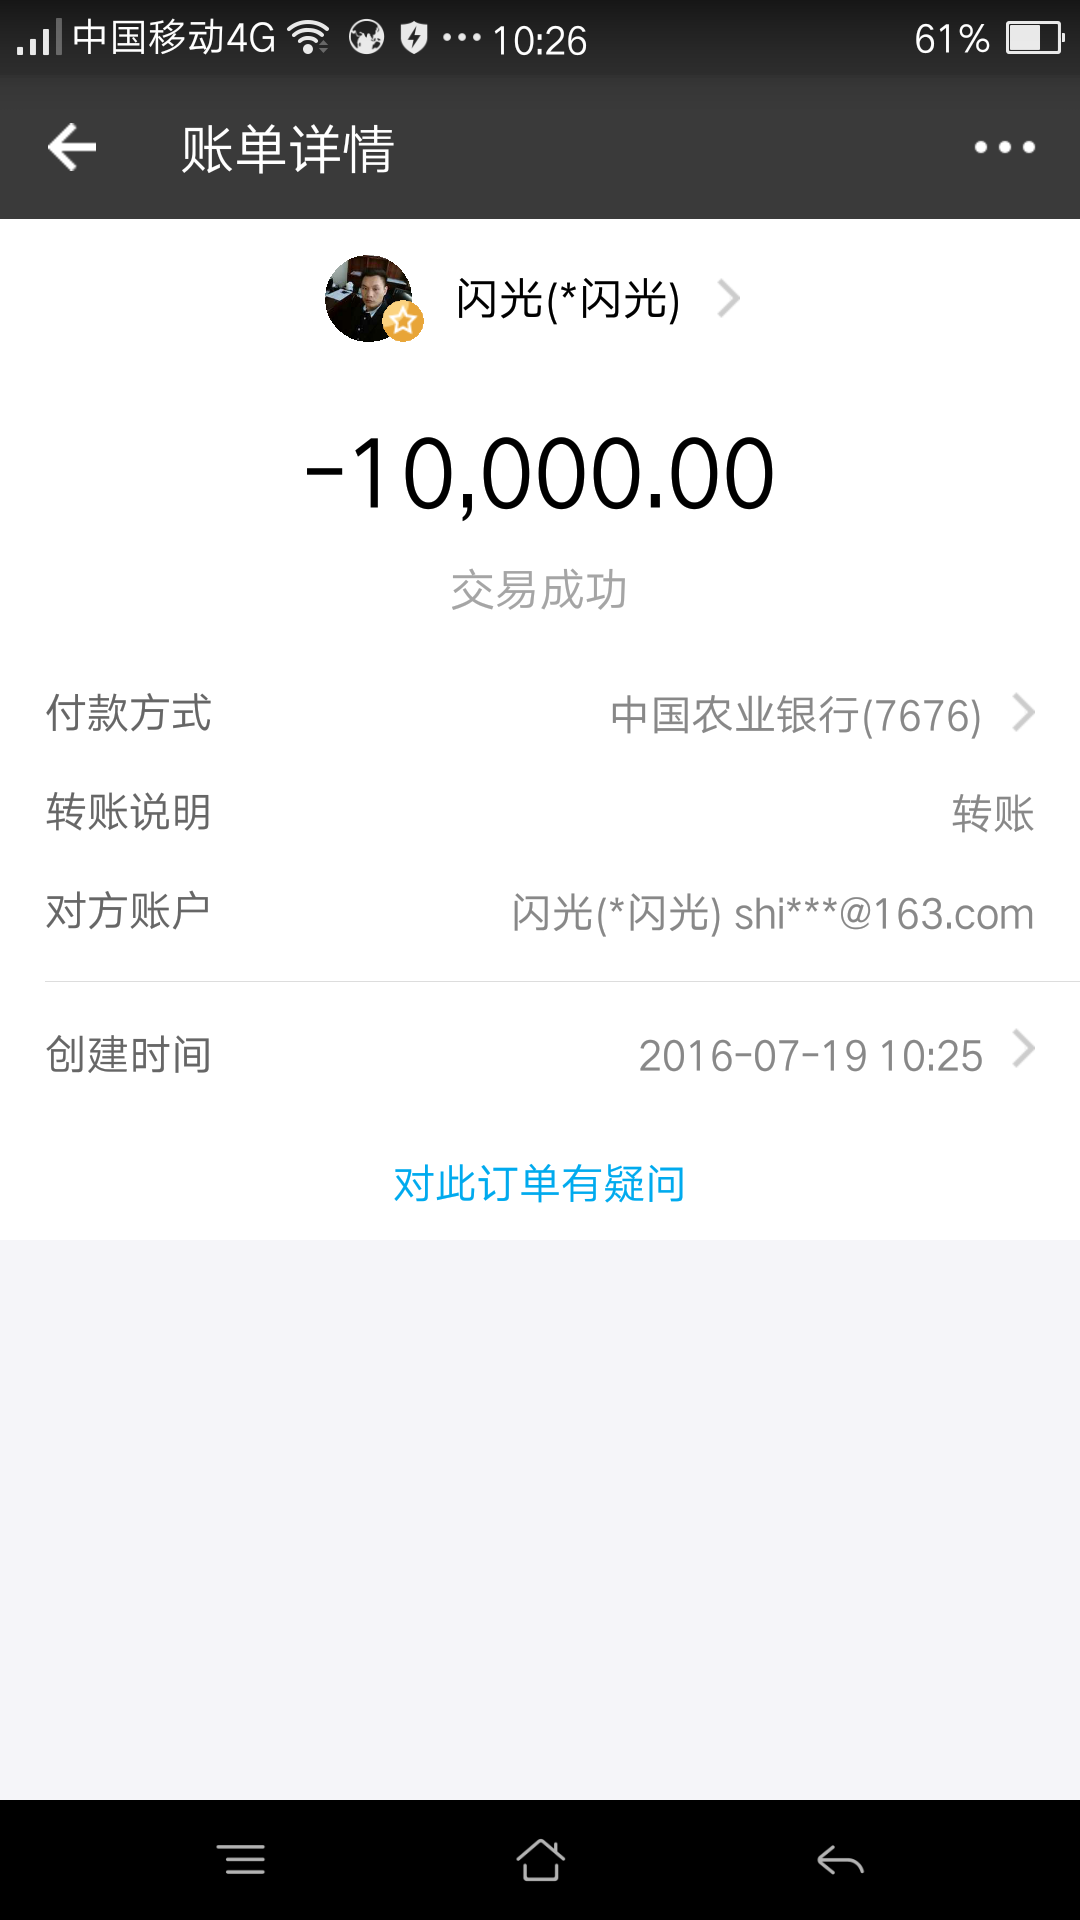 中国移动4G 10:26 61%
账单详情
闪光(*闪光)
-10,000.00
交易成功
付款方式 中国农业银行(7676)
转账说明 转账
对方账户 闪光(*闪光) shi***@163.com
创建时间 2016-07-19 10:25
对此订单有疑问